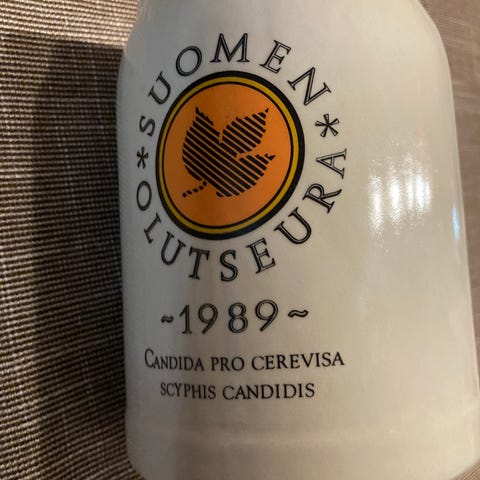 * SUOMEN *
OLUTSEURA
~1989~
CANDIDA PRO CEREVISA
SCYPHIS CANDIDIS